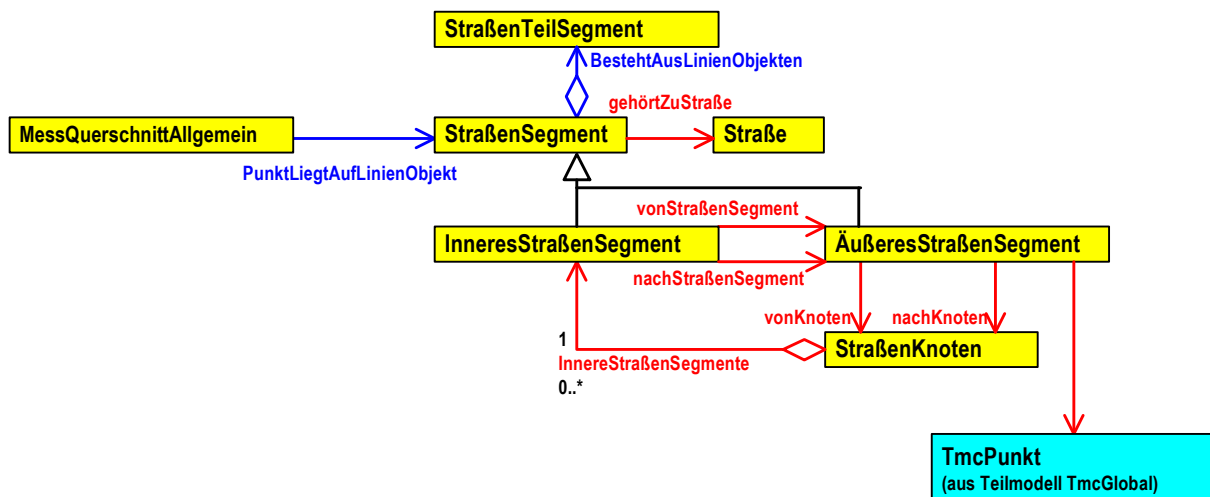 StraßenTeilSegment
BestehtAusLinienObjekten
gehörtZuStraße
MessQuerschnittAllgemein
StraßenSegment
Straße
PunktLiegtAufLinienObjekt
vonStraßenSegment
InneresStraßenSegment
ÄußeresStraßenSegment
nachStraßenSegment
vonKnoten
nachKnoten
1
StraßenKnoten
InnereStraßenSegmente
0..*
TmcPunkt
(aus Teilmodell TmcGlobal)